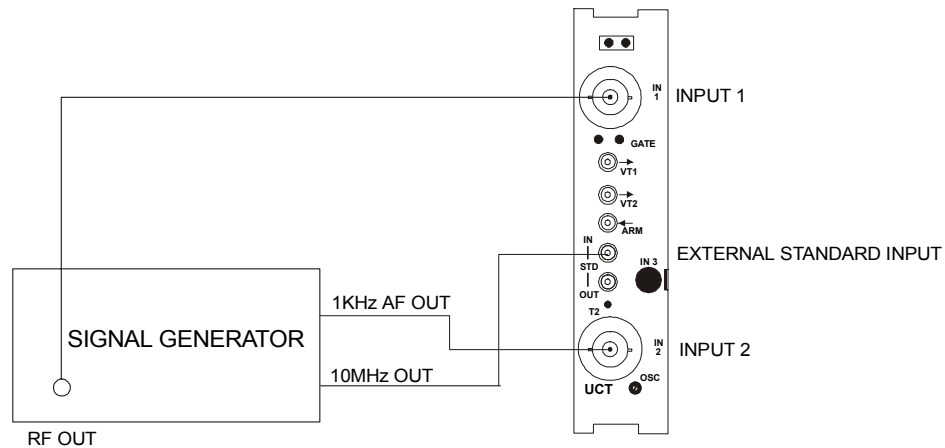 IN
1
INPUT 1
GATE
VT1
VT2
ARM
IN
STD
OUT
IN 3
EXTERNAL STANDARD INPUT
T2
IN
2
INPUT 2
OSC
UCT
1KHz AF OUT
SIGNAL GENERATOR
10MHz OUT
RF OUT